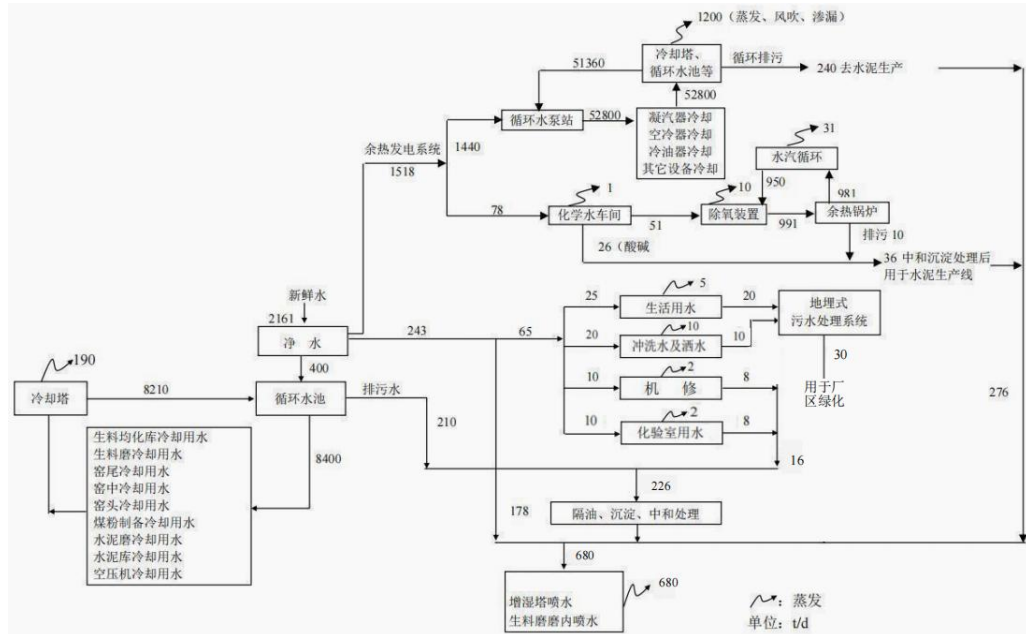 1200（蒸发、风吹、渗漏）
冷却塔、
循环水池等
循环排污
240 去水泥生产
51360
52800
循环水泵站
52800
凝汽器冷却
空冷器冷却
冷油器冷却
其它设备冷却
31
水汽循环
余热发电系统
1518
1440
950
981
1
10
78
化学水车间
51
除氧装置
991
余热锅炉
26（酸碱
排污 10
36 中和沉淀处理后
用于水泥生产线
新鲜水
2161
净 水
243
65
400
25
生活用水
5
20
地埋式
污水处理系统
20
冲洗水及洒水
10
10
30
用于厂
区绿化
10
机 修
2
8
10
化验室用水
2
8
276
190
冷却塔
8210
循环水池
排污水
210
8400
16
生料均化库冷却用水
生料磨冷却用水
窑尾冷却用水
窑中冷却用水
窑头冷却用水
煤粉制备冷却用水
水泥磨冷却用水
水泥库冷却用水
空压机冷却用水
226
隔油、沉淀、中和处理
178
680
增湿塔喷水
生料磨磨内喷水
680
：蒸发
单位：t/d